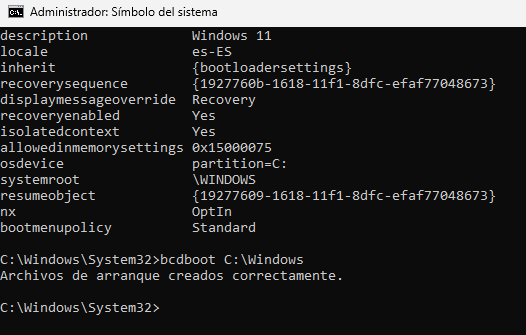 Administrador: Símbolo del sistema
description Windows 11
locale es-ES
inherit {bootloadersettings}
recoverysequence {1927760b-1618-11f1-8dfc-efaf77048673}
displaymessageoverride Recovery
recoveryenabled Yes
isolatedcontext Yes
allowedinmemorysettings 0x15000075
osdevice partition=C:
systemroot \WINDOWS
resumeobject {19277609-1618-11f1-8dfc-efaf77048673}
nx OptIn
bootmenupolicy Standard
C:\Windows\System32>bcdboot C:\Windows
Archivos de arranque creados correctamente.
C:\Windows\System32>